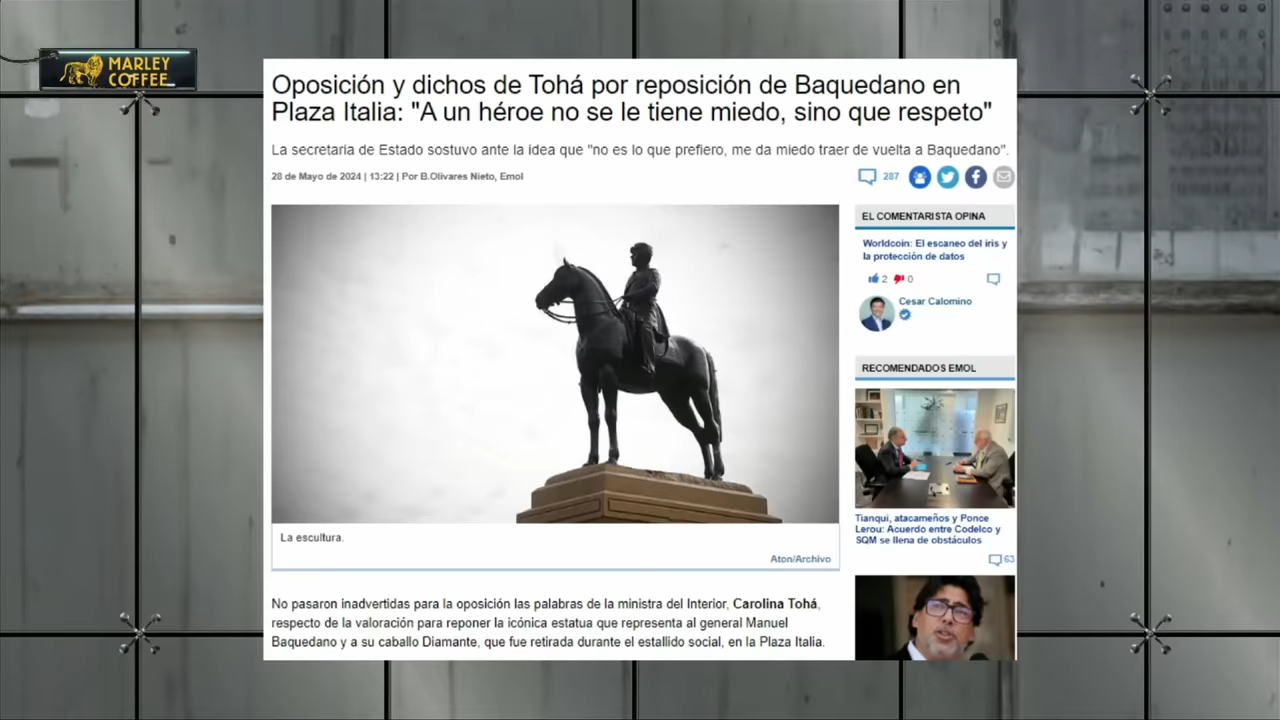 MARLEY
COFFEE
Oposición y dichos de Tohá por reposición de Baquedano en
Plaza Italia: "A un héroe no se le tiene miedo, sino que respeto"
La secretaria de Estado sostuvo ante la idea que "no es lo que prefiero, me da miedo traer de vuelta a Baquedano".
28 de Mayo de 2024 | 13:22 | Por B.Olivares Nieto, Emol
287
La escultura.
Aton/Archivo
No pasaron inadvertidas para la oposición las palabras de la ministra del Interior, Carolina Tohá,
respecto de la valoración para reponer la icónica estatua que representa al general Manuel
Baquedano y a su caballo Diamante, que fue retirada durante el estallido social, en la Plaza Italia.
EL COMENTARISTA OPINA
Worldcoin: El escaneo del iris y
la protección de datos
2 0
Cesar Calomino
RECOMENDADOS EMOL
Tianqui, atacameños y Ponce
Lerou: Acuerdo entre Codelco y
SQM se llena de obstáculos
63